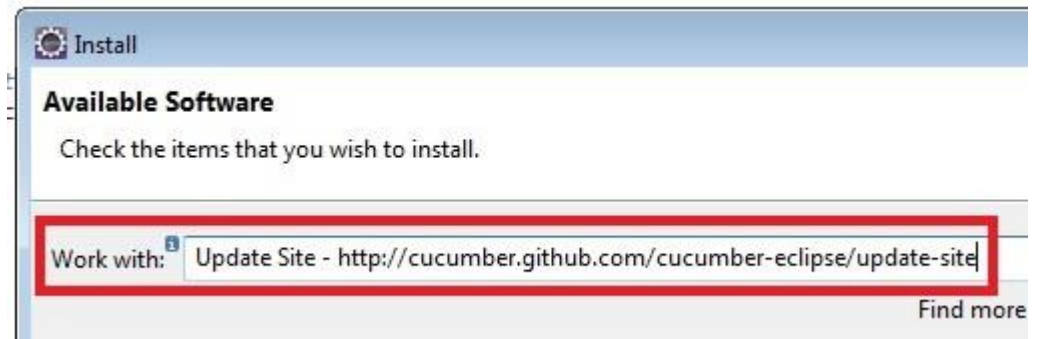 Install
Available Software
Check the items that you wish to install.
Work with: Update Site - http://cucumber.github.com/cucumber-eclipse/update-site
Find more